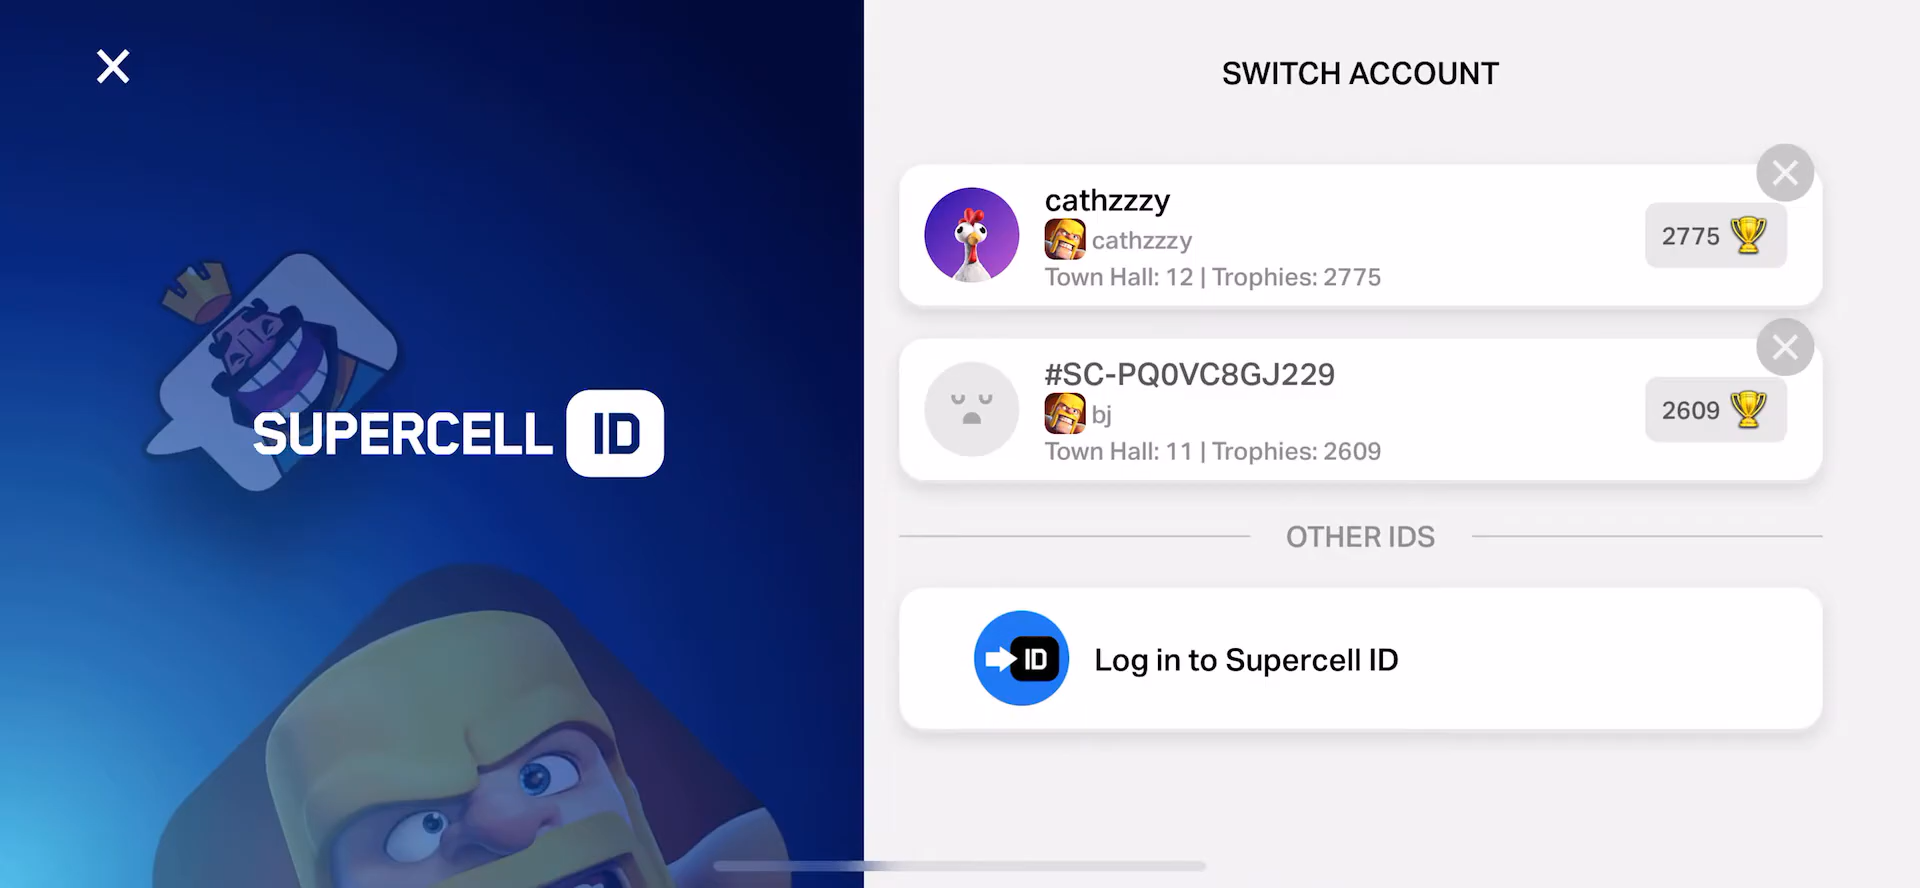 SUPERCELL ID
SWITCH ACCOUNT
cathzzzy
cathzzzy
Town Hall: 12 | Trophies: 2775
2775
#SC-PQ0VC8GJ229
bj
Town Hall: 11 | Trophies: 2609
2609
OTHER IDS
ID
Log in to Supercell ID